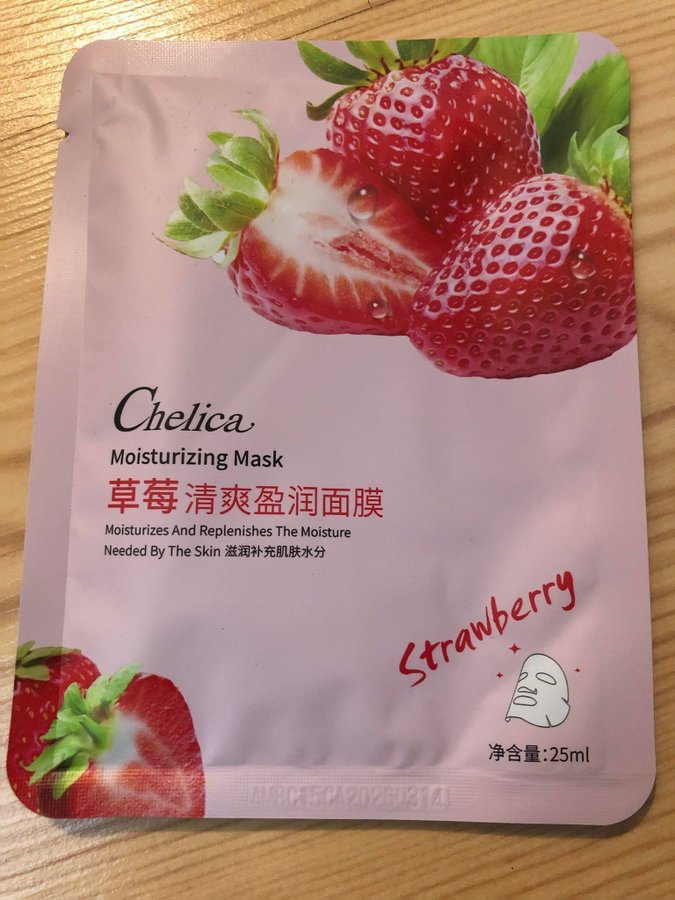 Chelica
Moisturizing Mask
草莓清爽盈润面膜
Moisturizes And Replenishes The Moisture
Needed By The Skin 滋润补充肌肤水分
Strawberry
净含量:25ml